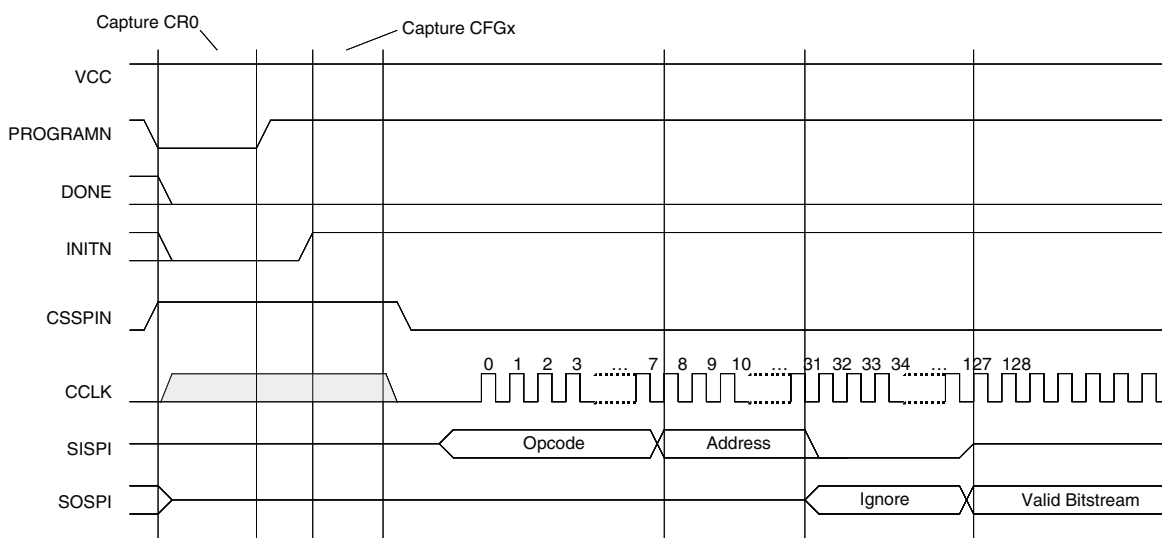 Capture CR0
Capture CFGx
VCC
PROGRAMN
DONE
INITN
CSSPIN
0 1 2 3 ... 7 8 9 10 ... 31 32 33 34 ... 127 128
CCLK
SISPI Opcode Address
SOSPI Ignore Valid Bitstream